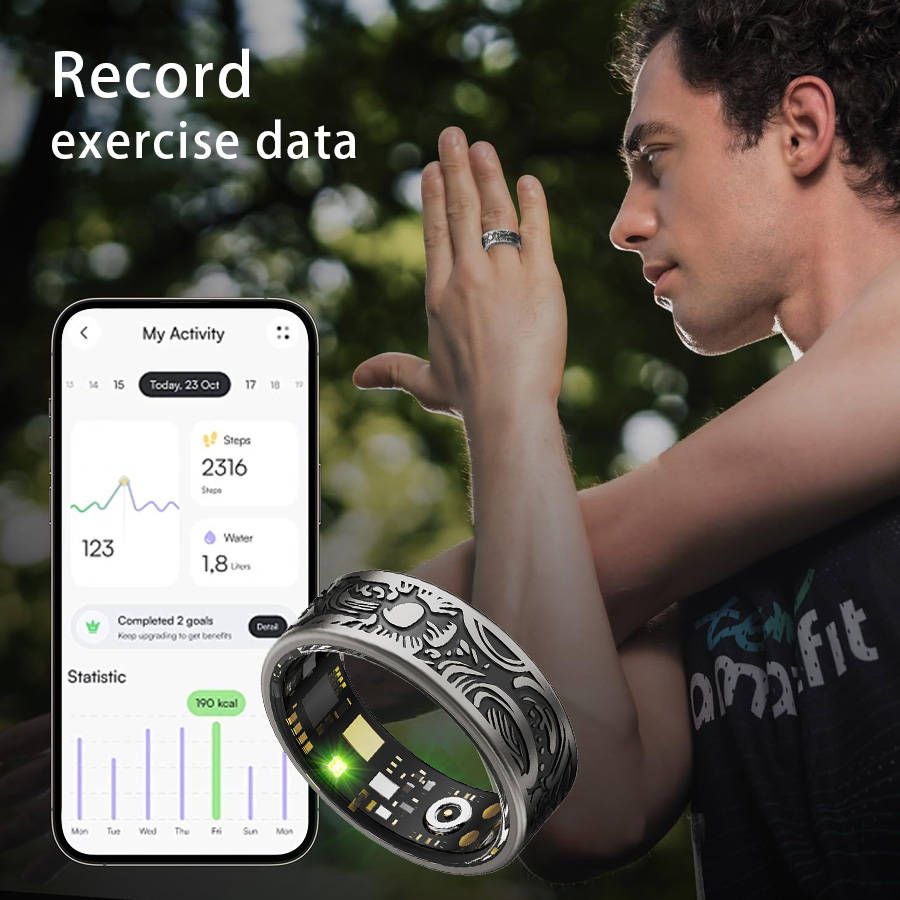 Record
exercise data
My Activity
13 14 15 Today, 23 Oct 17 18 19
Steps
2316
Steps
123
Water
1,8 Liters
Completed 2 goals
Keep upgrading to get benefits
Detail
Statistic
190 kcal
Mon Tue Wed Thu Fri Sun Mon
team
amazfit